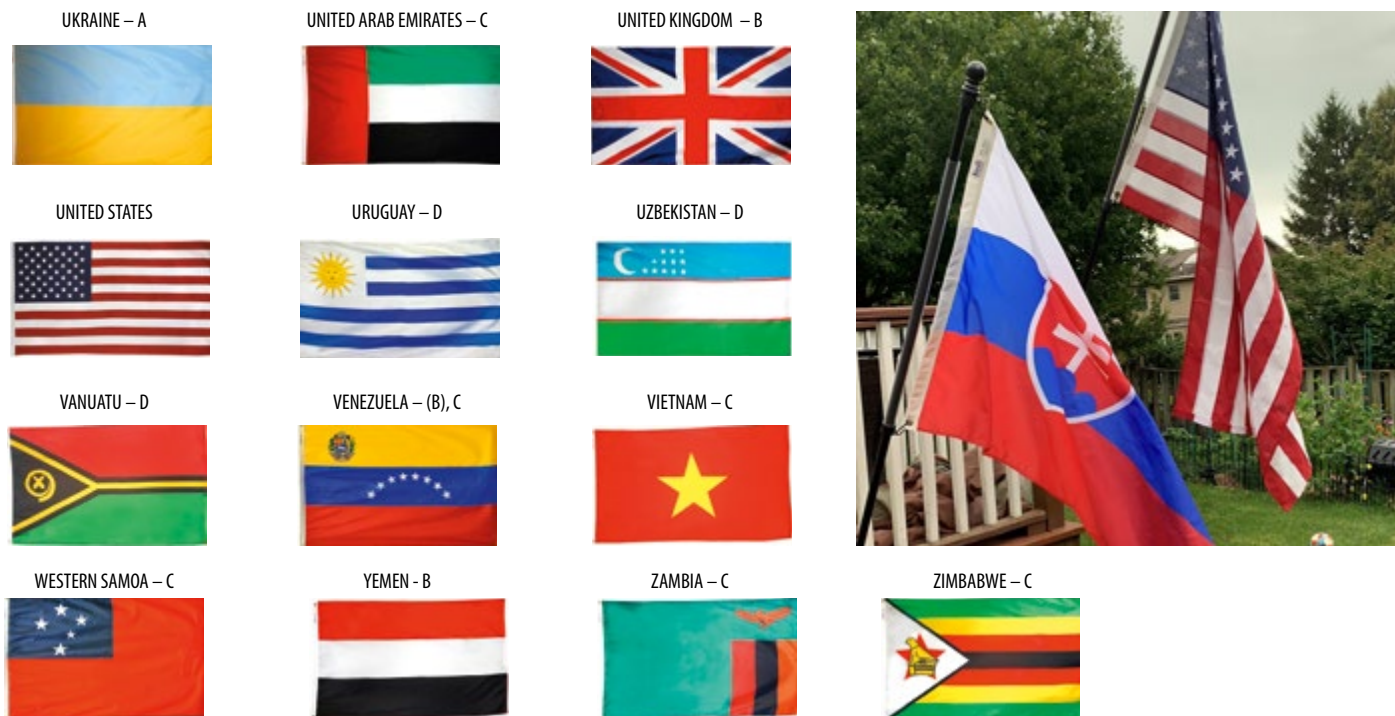 UKRAINE – A
UNITED ARAB EMIRATES – C
UNITED KINGDOM – B
UNITED STATES
URUGUAY – D
UZBEKISTAN – D
VANUATU – D
VENEZUELA – (B), C
VIETNAM – C
WESTERN SAMOA – C
YEMEN - B
ZAMBIA – C
ZIMBABWE – C